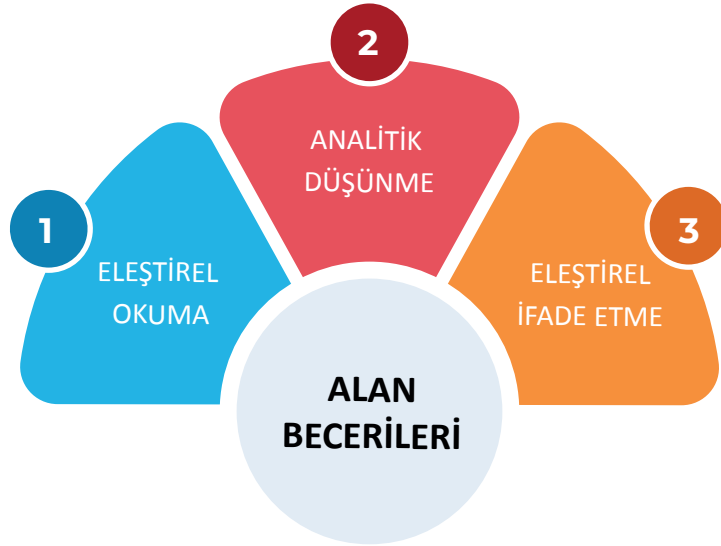 1
ELEŞTİREL
OKUMA
2
ANALİTİK
DÜŞÜNME
3
ELEŞTİREL
İFADE ETME
ALAN
BECERİLERİ